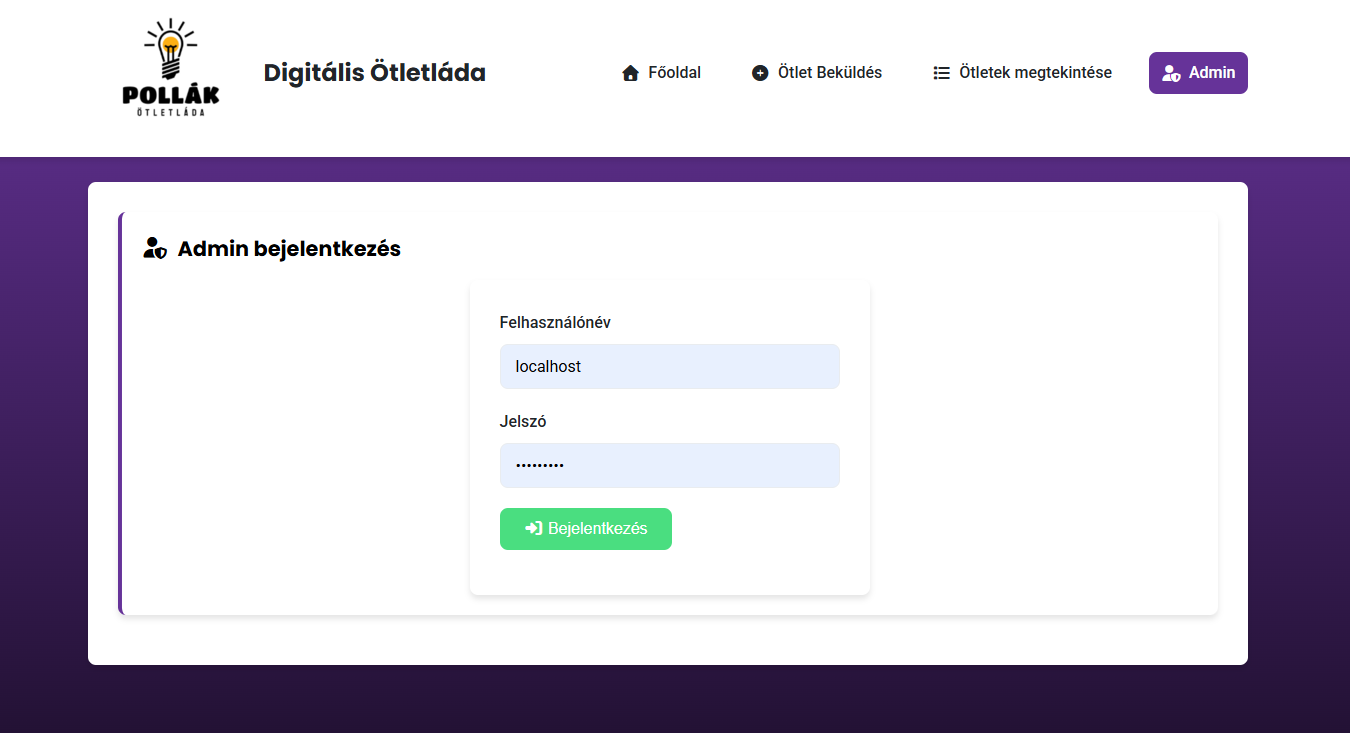 POLLÁK
ÖTLETLÁDA
Digitális Ötletláda
Főoldal
Ötlet Beküldés
Ötletek megtekintése
Admin
Admin bejelentkezés
Felhasználónév
localhost
Jelszó
•••••••••
Bejelentkezés